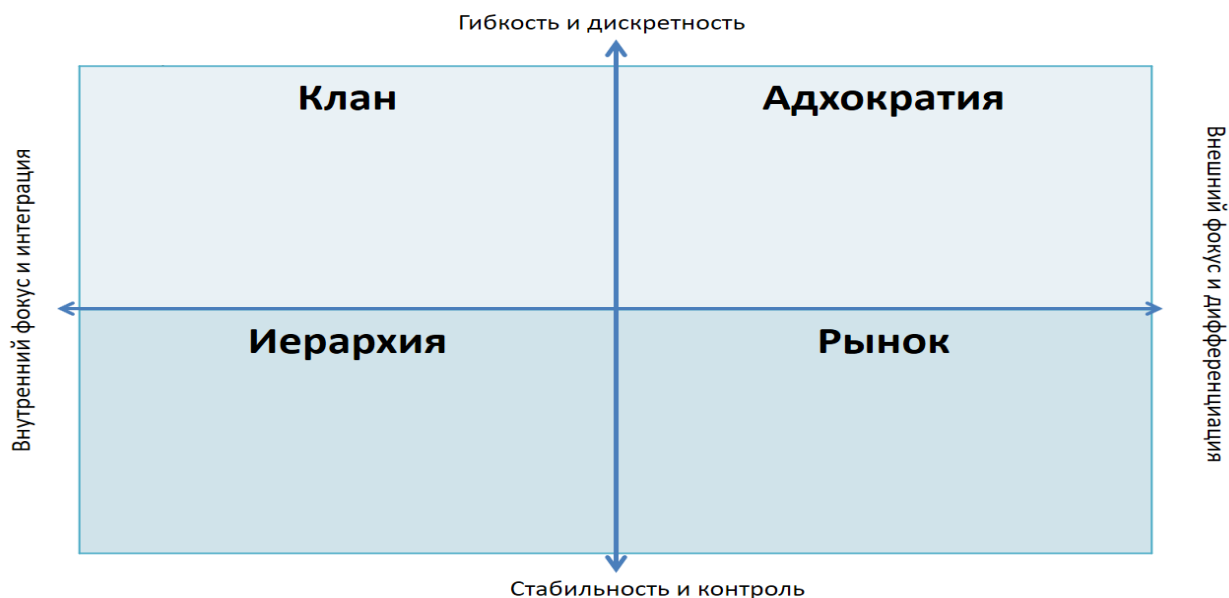 Гибкость и дискретность
Клан
Адхократия
Внутренний фокус и интеграция
Внешний фокус и дифференциация
Иерархия
Рынок
Стабильность и контроль